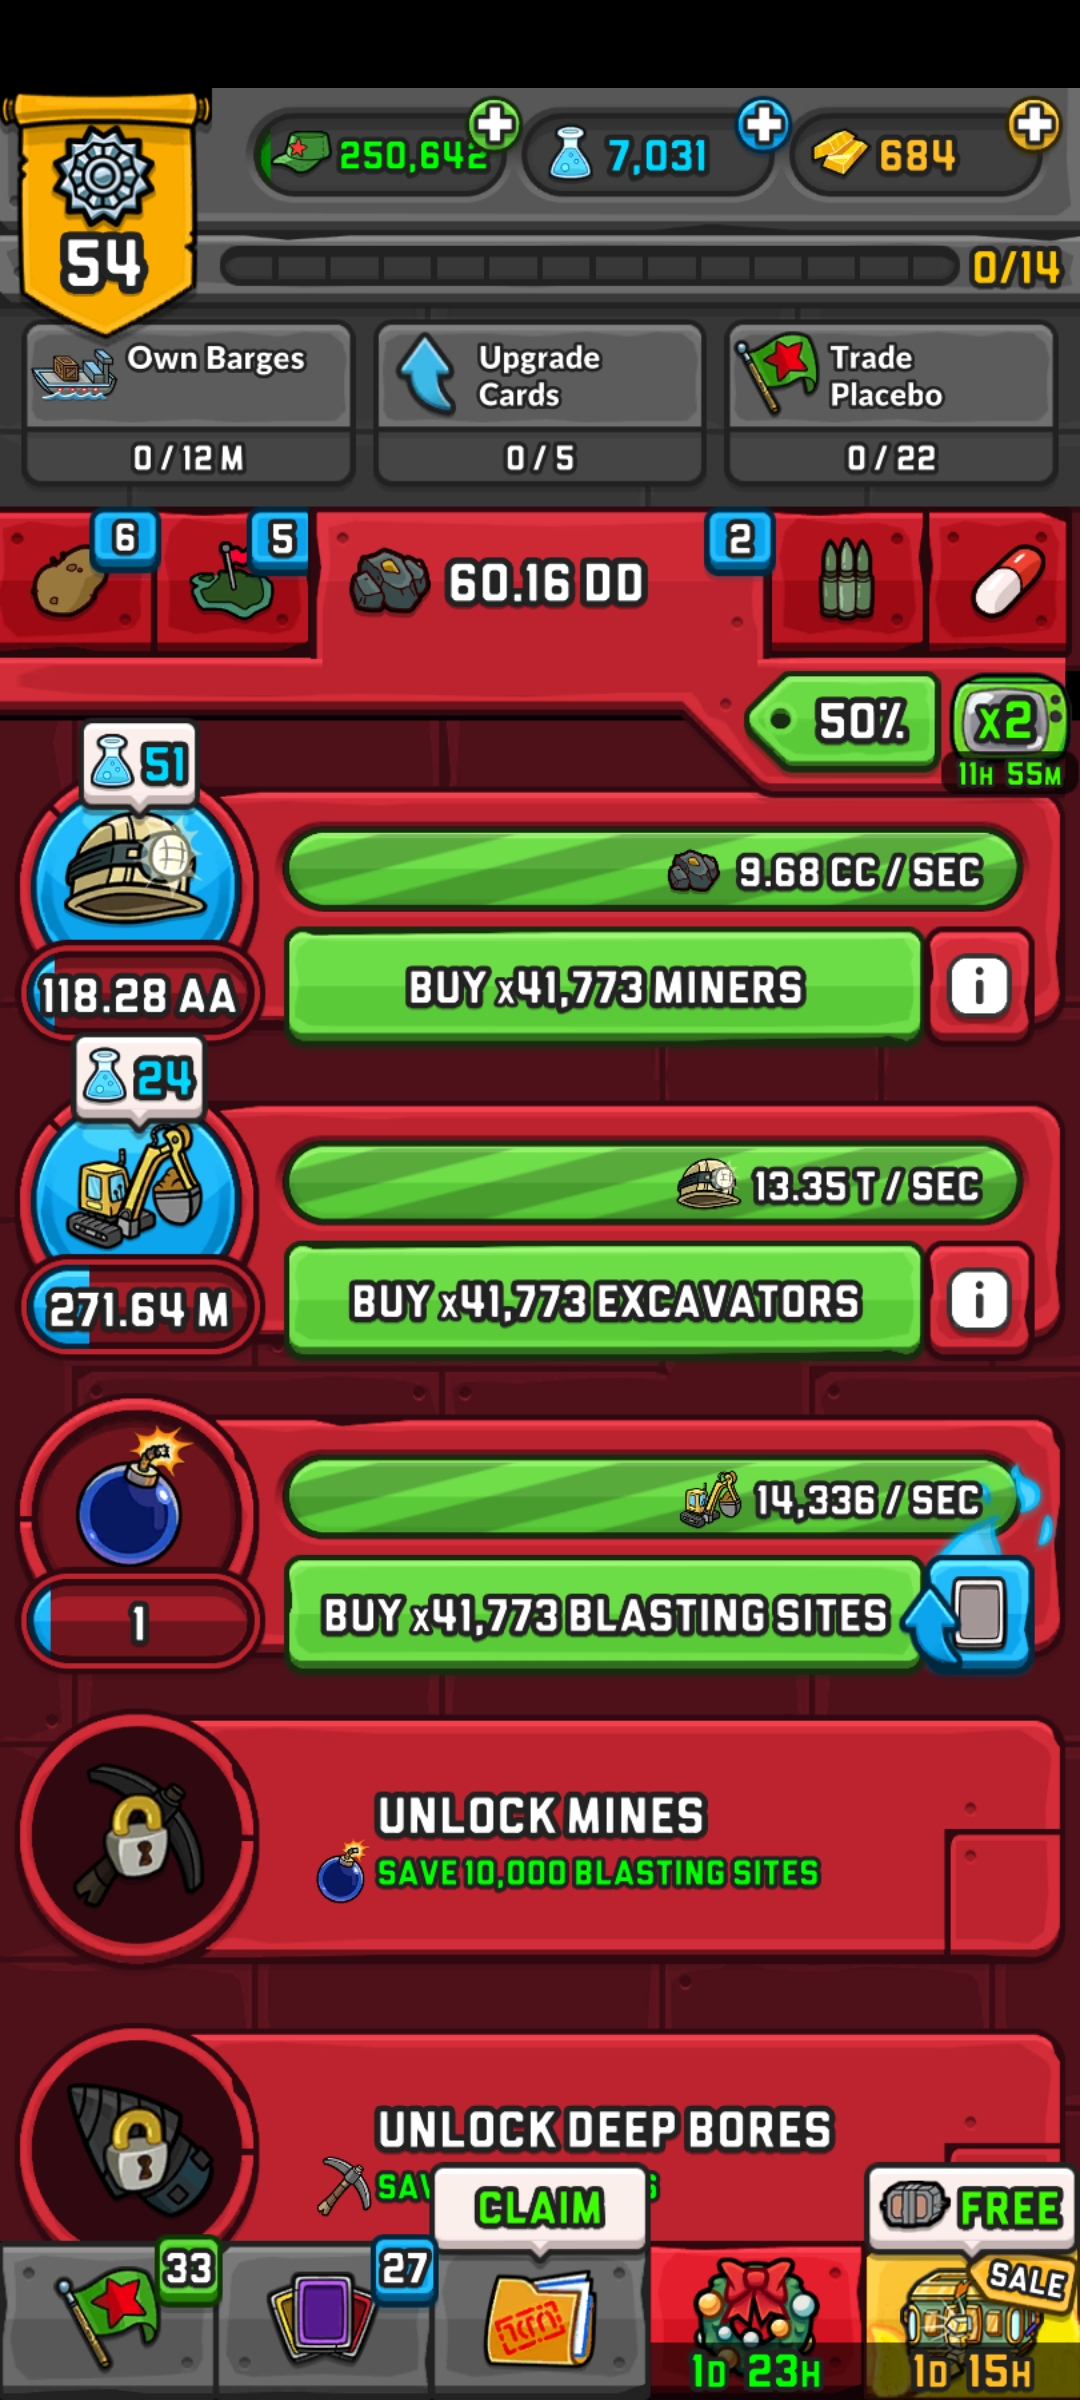 250,642
7,031
684
54
0/14
Own Barges
0 / 12 M
Upgrade
Cards
0 / 5
Trade
Placebo
0 / 22
6
5
60.16 DD
2
50%
x2
11H 55M
51
9.68 CC / SEC
118.28 AA
BUY x41,773 MINERS
i
24
13.35 T / SEC
271.64 M
BUY x41,773 EXCAVATORS
i
14,336 / SEC
1
BUY x41,773 BLASTING SITES
UNLOCK MINES
SAVE 10,000 BLASTING SITES
UNLOCK DEEP BORES
CLAIM
FREE
33
27
SALE
1D 23H
1D 15H